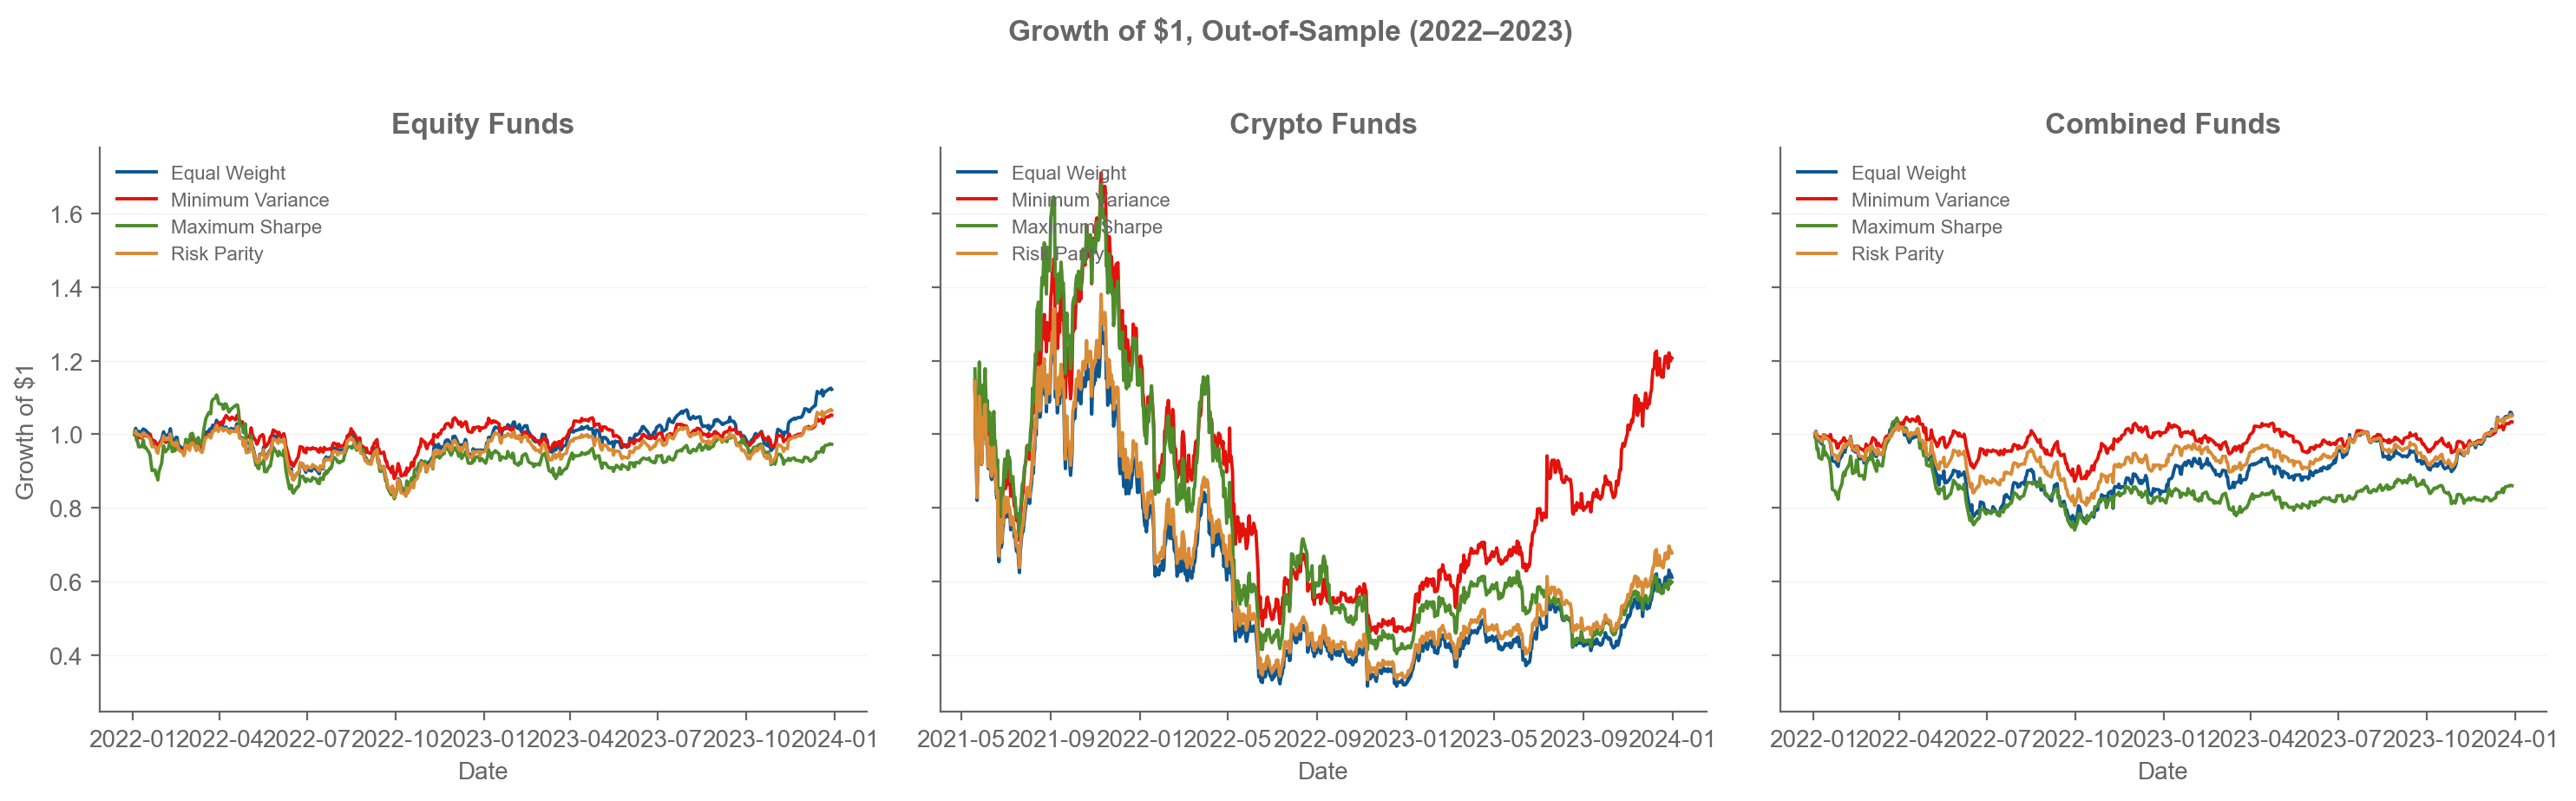 Growth of $1, Out-of-Sample (2022–2023)
Equity Funds
Equal Weight
Minimum Variance
Maximum Sharpe
Risk Parity
1.6
1.4
1.2
1.0
0.8
0.6
0.4
Growth of $1
2022-01 2022-04 2022-07 2022-10 2023-01 2023-04 2023-07 2023-10 2024-01
Date
Crypto Funds
Equal Weight
Minimum Variance
Maximum Sharpe
Risk Parity
2021-05 2021-09 2022-01 2022-05 2022-09 2023-01 2023-05 2023-09 2024-01
Date
Combined Funds
Equal Weight
Minimum Variance
Maximum Sharpe
Risk Parity
2022-01 2022-04 2022-07 2022-10 2023-01 2023-04 2023-07 2023-10 2024-01
Date